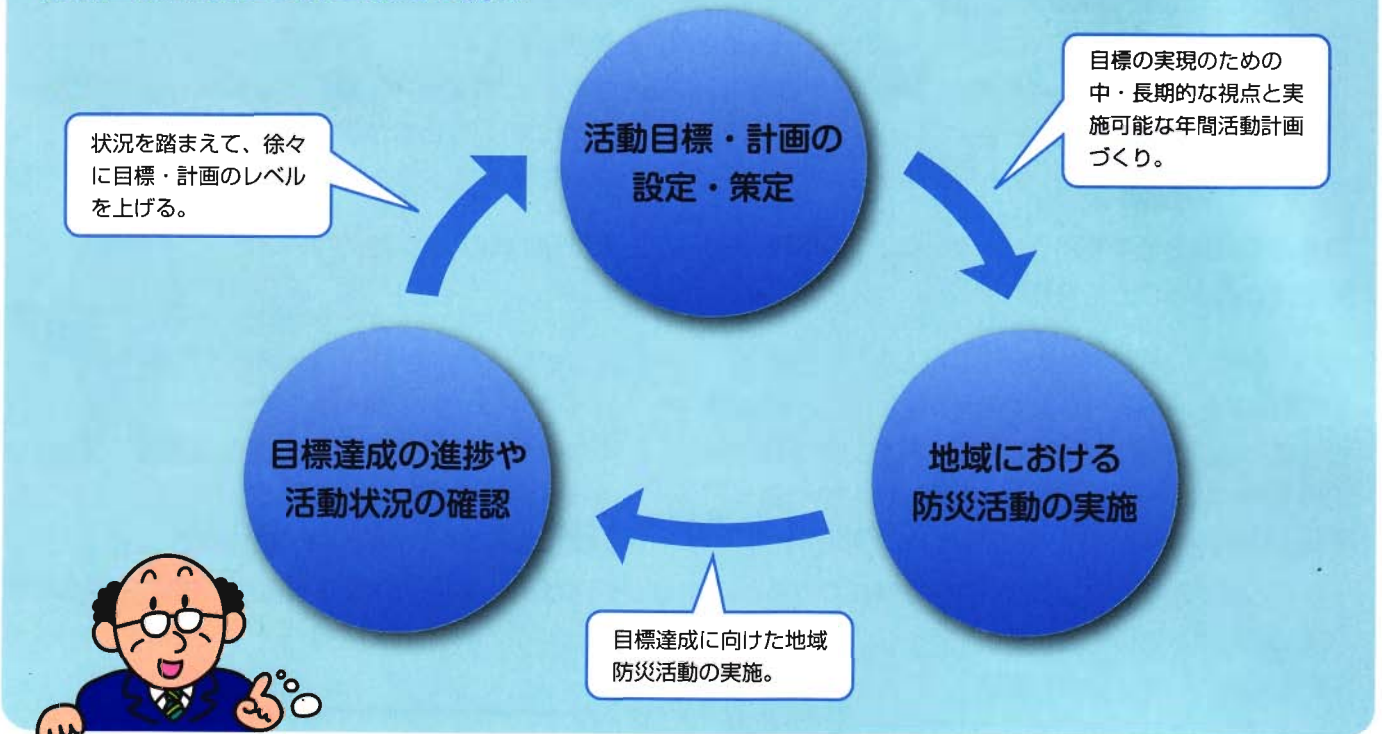 活動目標・計画の
設定・策定
目標の実現のための
中・長期的な視点と実
施可能な年間活動計画
づくり。
地域における
防災活動の実施
目標達成に向けた地域
防災活動の実施。
目標達成の進捗や
活動状況の確認
状況を踏まえて、徐々
に目標・計画のレベル
を上げる。